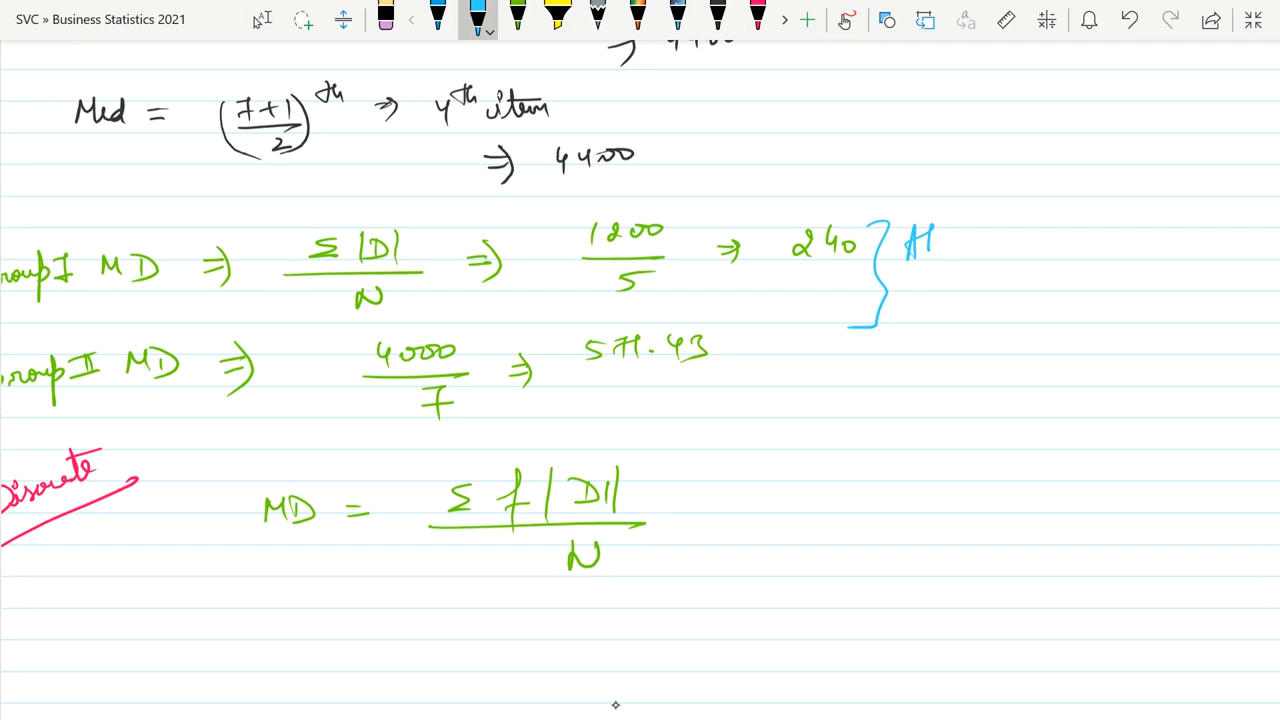 SVC » Business Statistics 2021
Med = (7+1/2)th ⇒ 4th item
⇒ 4400
roup I MD ⇒ Σ|D|/N ⇒ 1200/5 ⇒ 240
roup II MD ⇒ 4000/7 ⇒ 571.43
Discrete
MD = Σ f|D|/N